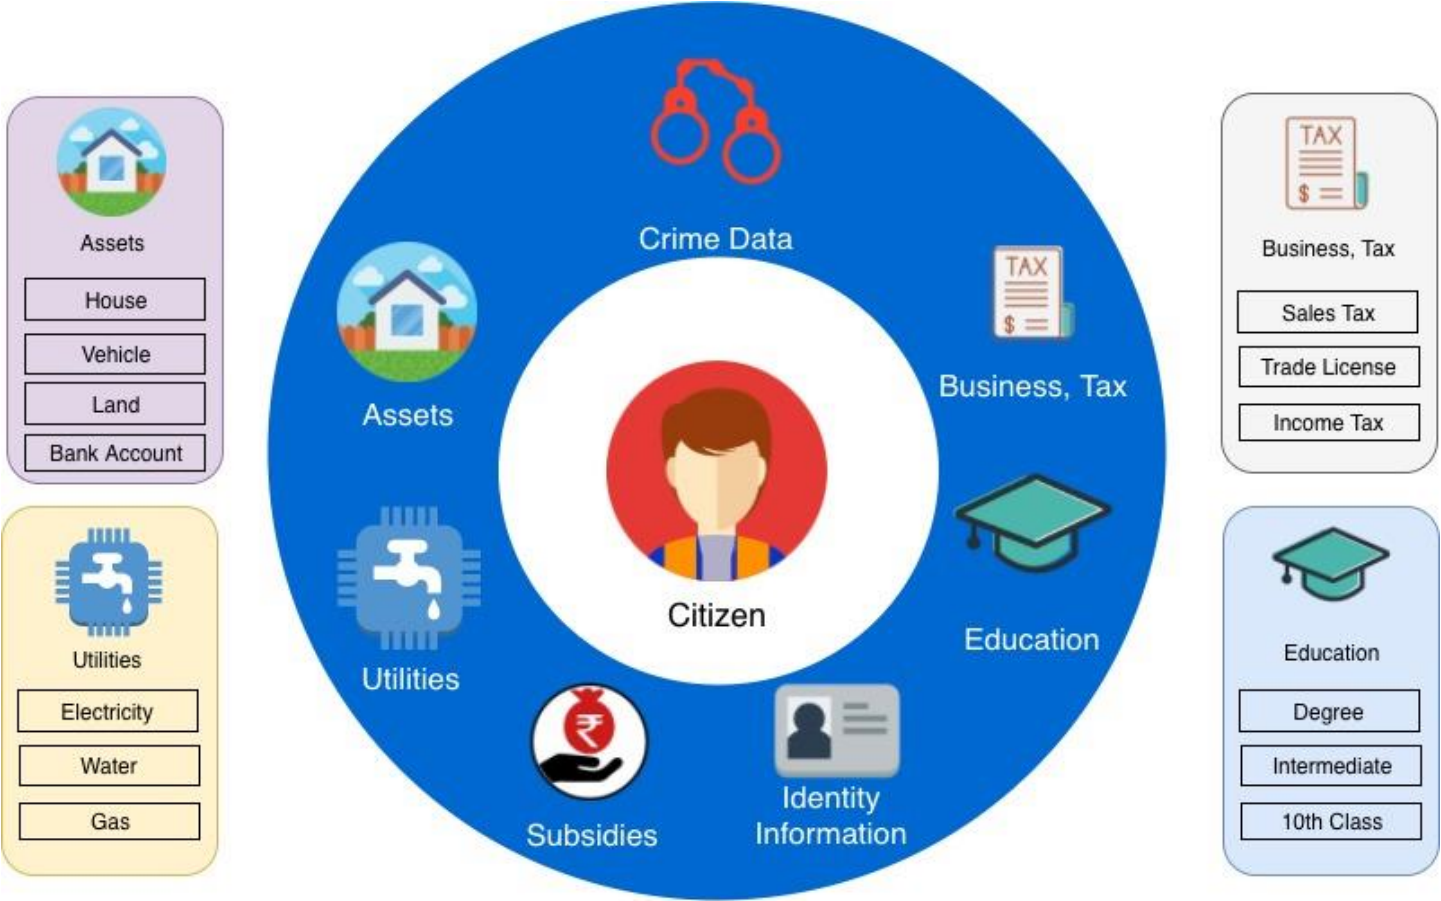 Assets
House
Vehicle
Land
Bank Account
Utilities
Electricity
Water
Gas
Crime Data
Assets
TAX
$
Business, Tax
Citizen
Utilities
Education
₹
Subsidies
Identity
Information
TAX
$
Business, Tax
Sales Tax
Trade License
Income Tax
Education
Degree
Intermediate
10th Class